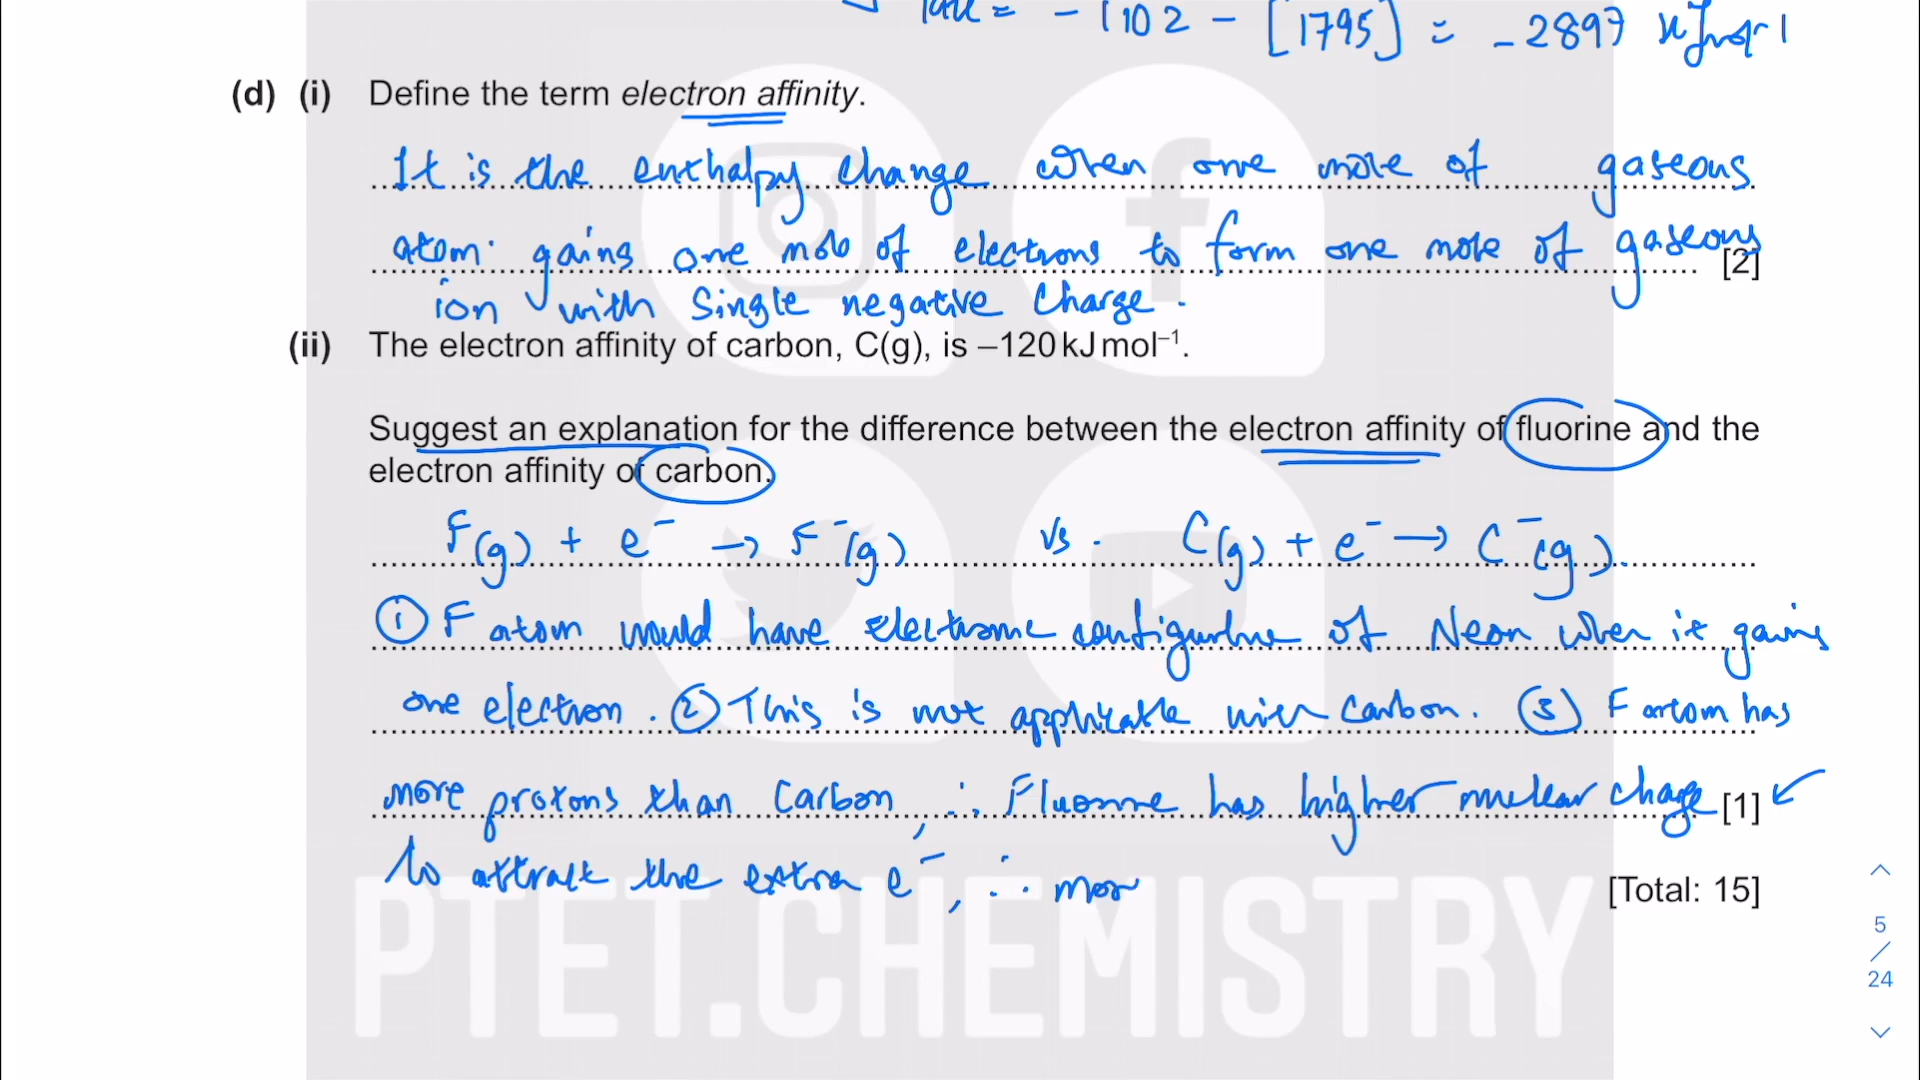 = - 1102 - [1795] = - 2897 kJmol-1
(d) (i) Define the term electron affinity.
It is the enthalpy change when one mole of gaseous
atom gains one mole of electrons to form one mole of gaseous
[2]
ion with single negative charge.
(ii) The electron affinity of carbon, C(g), is –120 kJ mol⁻¹.
Suggest an explanation for the difference between the electron affinity of fluorine and the
electron affinity of carbon.
F(g) + e⁻ → F⁻(g) vs. C(g) + e⁻ → C⁻(g).
① F atom would have electronic configuration of Neon when it gains
one electron. ② This is not applicable with carbon. ③ F atom has
more protons than carbon, ∴ Fluorine has higher nuclear charge [1]
to attract the extra e⁻, ∴ mor
[Total: 15]
PTET.CHEMISTRY
5
/
24